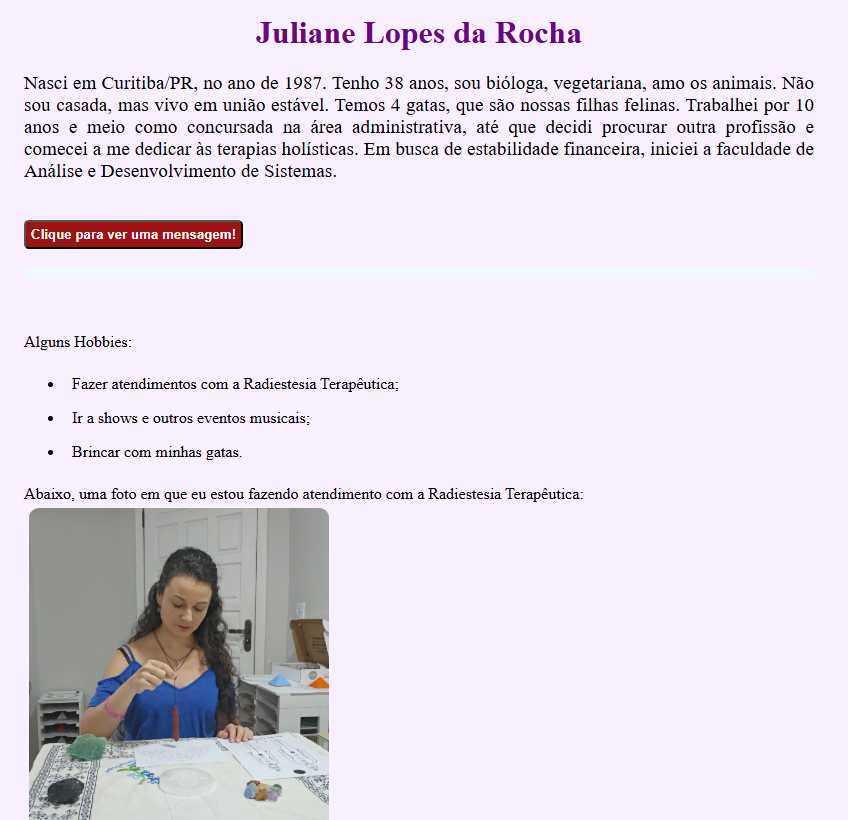 Juliane Lopes da Rocha
Nasci em Curitiba/PR, no ano de 1987. Tenho 38 anos, sou bióloga, vegetariana, amo os animais. Não
sou casada, mas vivo em união estável. Temos 4 gatas, que são nossas filhas felinas. Trabalhei por 10
anos e meio como concursada na área administrativa, até que decidi procurar outra profissão e
comecei a me dedicar às terapias holísticas. Em busca de estabilidade financeira, iniciei a faculdade de
Análise e Desenvolvimento de Sistemas.
Clique para ver uma mensagem!
Alguns Hobbies:
Fazer atendimentos com a Radiestesia Terapêutica;
Ir a shows e outros eventos musicais;
Brincar com minhas gatas.
Abaixo, uma foto em que eu estou fazendo atendimento com a Radiestesia Terapêutica: